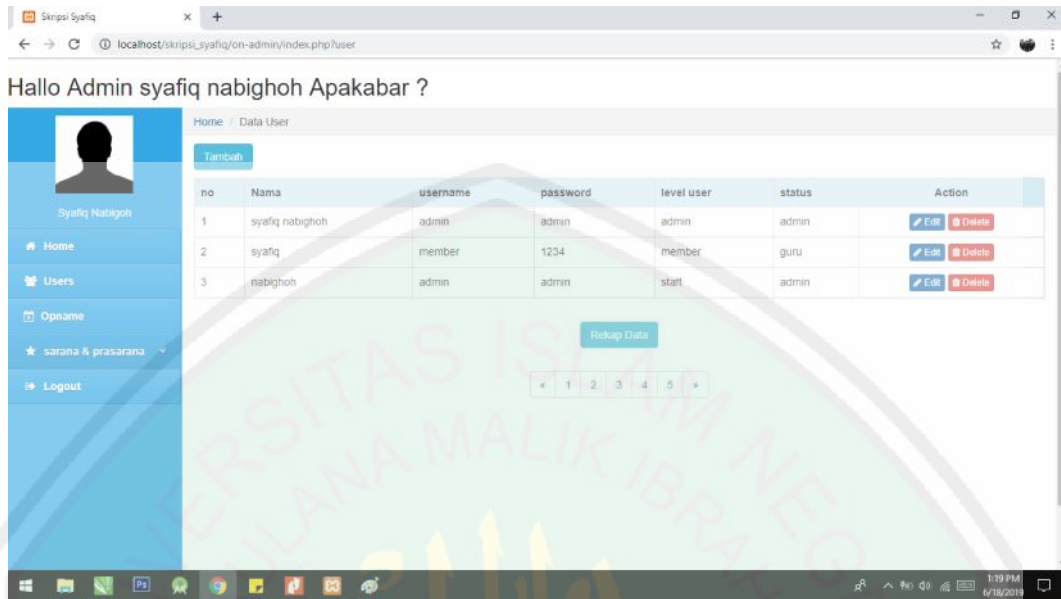 Skripsi Syafiq
localhost/skripsi_syafiq/on-admin/index.php?user
Hallo Admin syafiq nabighoh Apakabar ?
Syafiq Nabigoh
Home
Users
Opname
sarana & prasarana
Logout
Home / Data User
Tambah
no Nama username password level user status Action
1 syafiq nabighoh admin admin admin admin Edit Delete
2 syafiq member 1234 member guru Edit Delete
3 nabighoh admin admin staff admin Edit Delete
Rekap Data
« 1 2 3 4 5 »
1:19 PM
6/18/2019